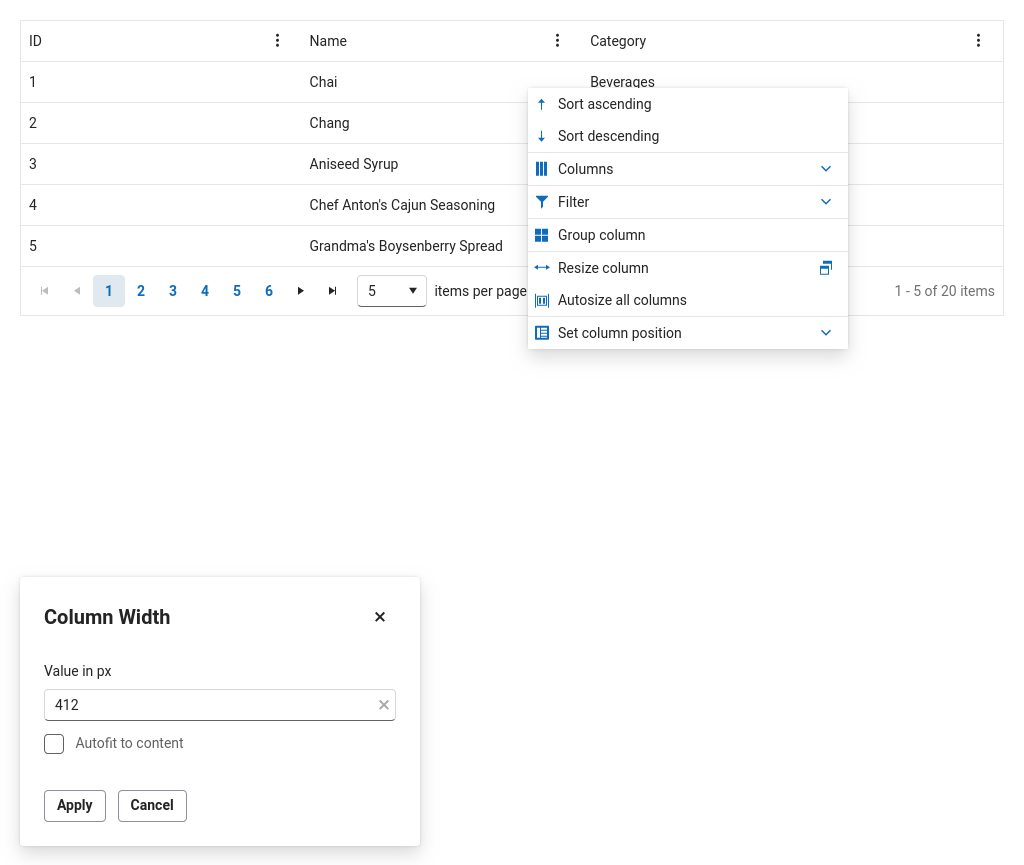 ID Name Category
1 Chai Beverages
2 Chang
3 Aniseed Syrup
4 Chef Anton's Cajun Seasoning
5 Grandma's Boysenberry Spread
1 2 3 4 5 6 5 items per page 1 - 5 of 20 items
Sort ascending
Sort descending
Columns
Filter
Group column
Resize column
Autosize all columns
Set column position
Column Width
Value in px
412
Autofit to content
Apply Cancel